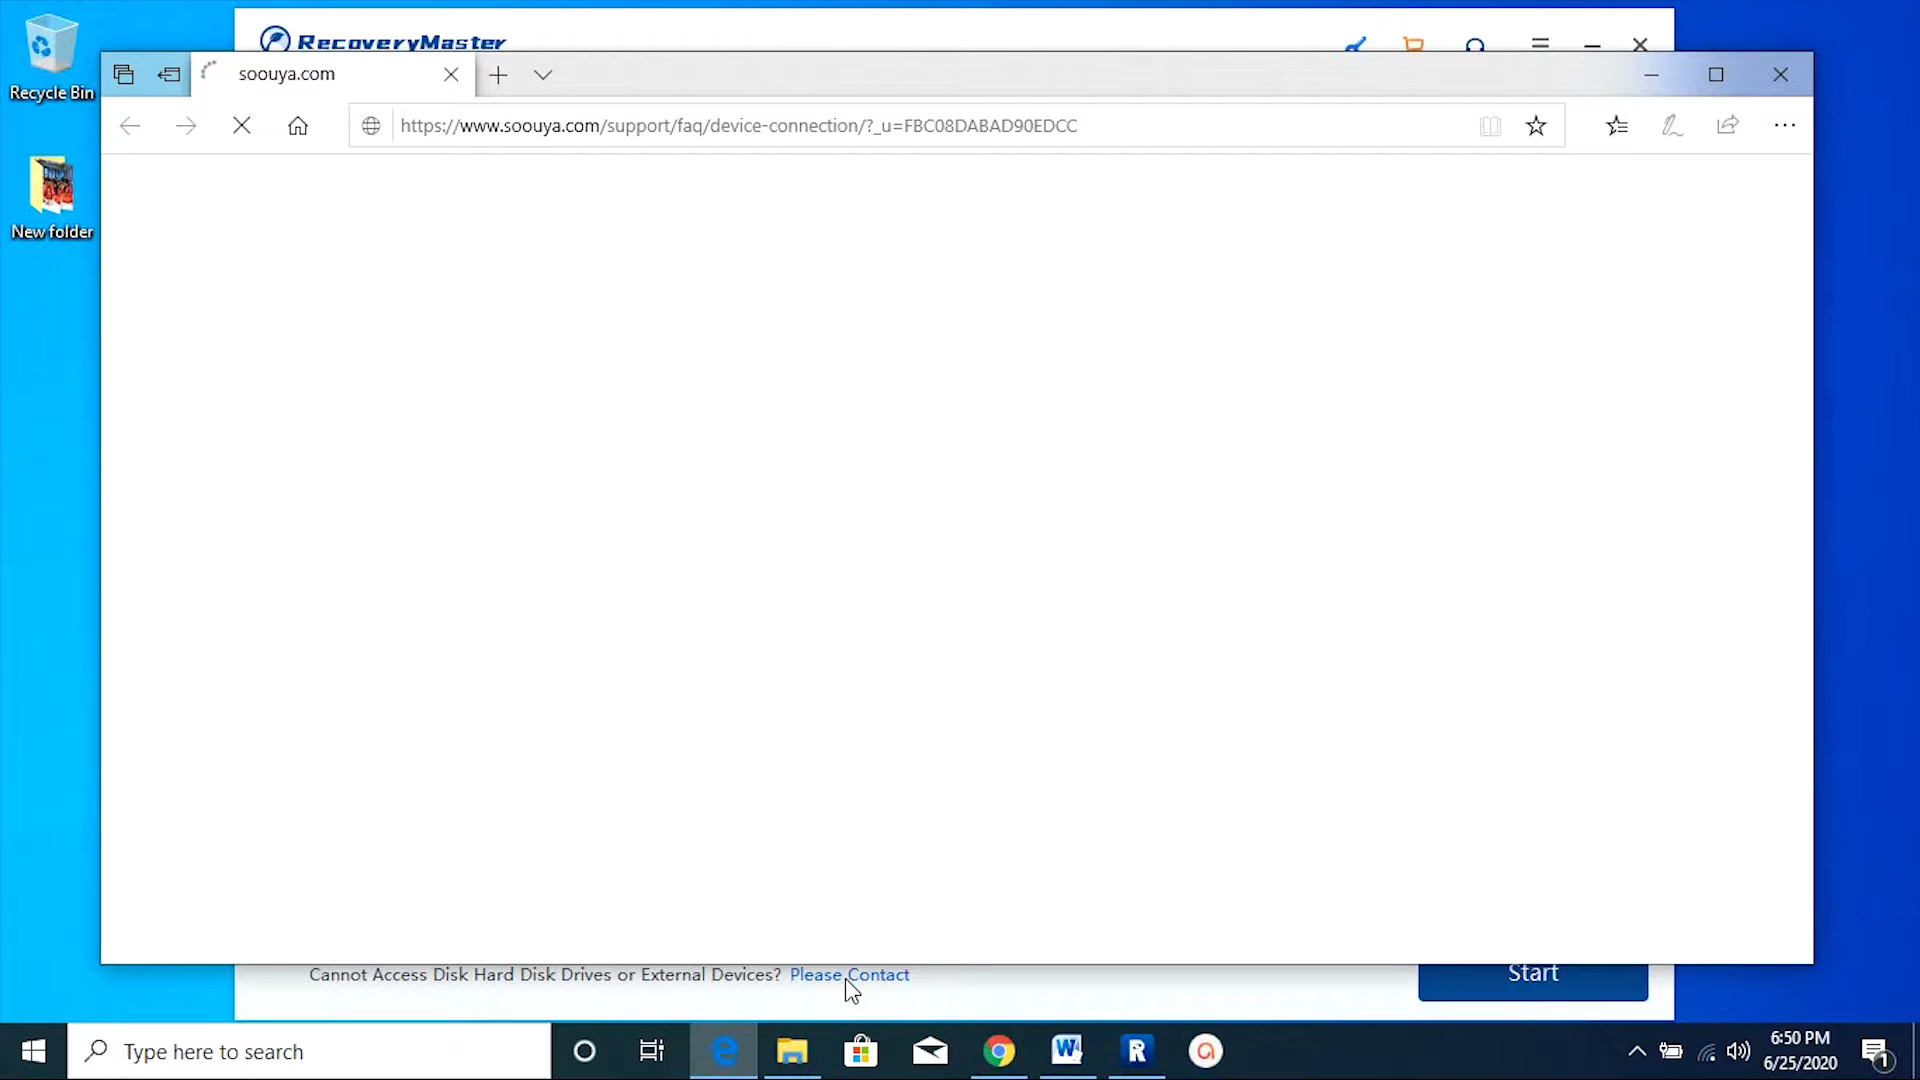 RecoveryMaster
Recycle Bin
soouya.com
https://www.soouya.com/support/faq/device-connection/?_u=FBC08DABAD90EDCC
New folder
Cannot Access Disk Hard Disk Drives or External Devices? Please Contact
Start
Type here to search
6:50 PM
6/25/2020
1